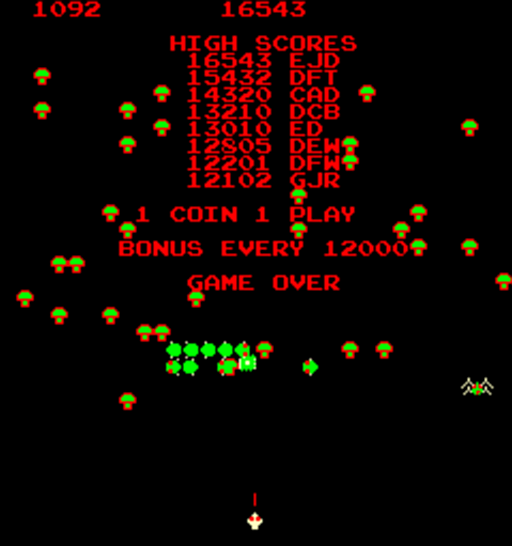 1092 16543
HIGH SCORES
16543 EJD
15432 DFT
14320 CAD
13210 DCB
13010 ED
12805 DEW
12201 DFW
12102 GJR
1 COIN 1 PLAY
BONUS EVERY 12000
GAME OVER